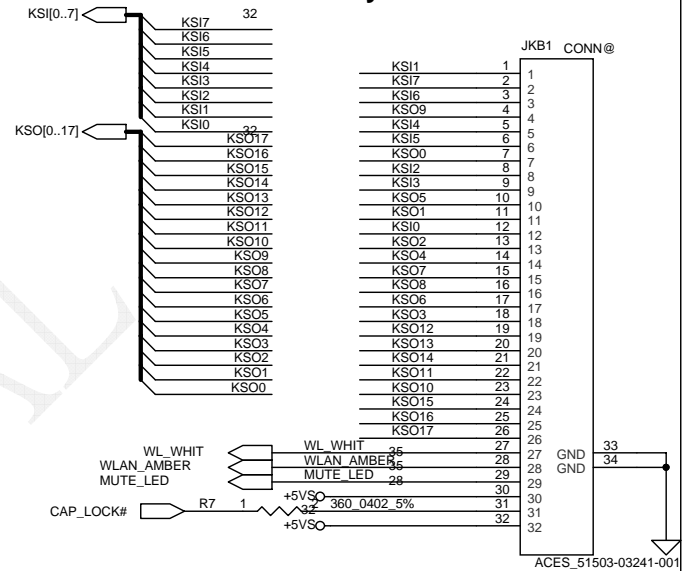 KSI[0..7]
32
KSI7
KSI6
KSI5
KSI4
KSI3
KSI2
KSI1
KSI0
KSO[0..17]
32
KSO17
KSO16
KSO15
KSO14
KSO13
KSO12
KSO11
KSO10
KSO9
KSO8
KSO7
KSO6
KSO5
KSO4
KSO3
KSO2
KSO1
KSO0
JKB1 CONN@
KSI1 1 1
KSI7 2 2
KSI6 3 3
KSO9 4 4
KSI4 5 5
KSI5 6 6
KSO0 7 7
KSI2 8 8
KSI3 9 9
KSO5 10 10
KSO1 11 11
KSI0 12 12
KSO2 13 13
KSO4 14 14
KSO7 15 15
KSO8 16 16
KSO6 17 17
KSO3 18 18
KSO12 19 19
KSO13 20 20
KSO14 21 21
KSO11 22 22
KSO10 23 23
KSO15 24 24
KSO16 25 25
KSO17 26 26
WL_WHIT 35 WL_WHIT 27 27 GND 33
WLAN_AMBER 35 WLAN_AMBER 28 28 GND 34
MUTE_LED 28 MUTE_LED 29 29
+5VS 30 30
CAP_LOCK# 32 R7 1 2 360_0402_5% 31 31
+5VS 32 32
ACES_51503-03241-001